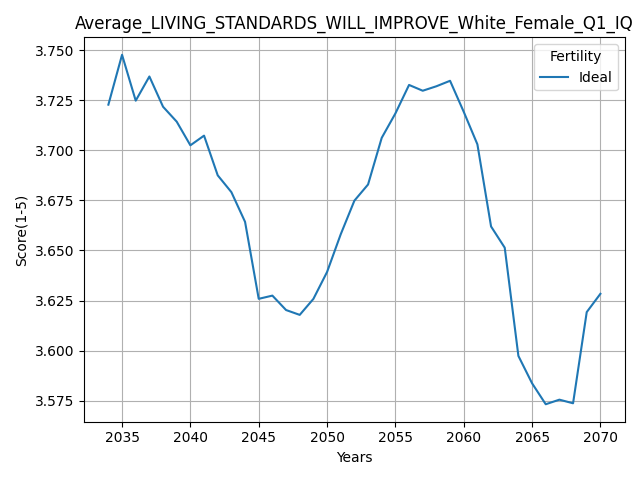 Average_LIVING_STANDARDS_WILL_IMPROVE_White_Female_Q1_IQ
Fertility
Ideal
Score(1-5)
3.750
3.725
3.700
3.675
3.650
3.625
3.600
3.575
2035 2040 2045 2050 2055 2060 2065 2070
Years